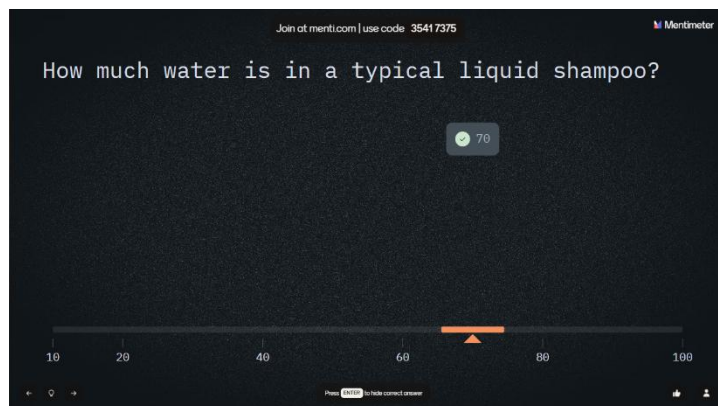 Join at menti.com | use code 3541 7375
Mentimeter
How much water is in a typical liquid shampoo?
70
10 20 40 60 80 100
Press ENTER to hide correct answer